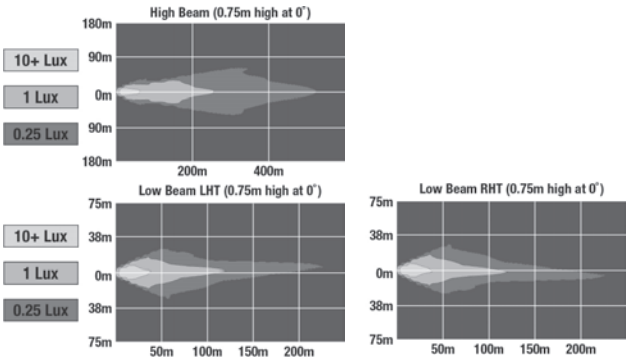 High Beam (0.75m high at 0˚)
180m
90m
0m
90m
180m
10+ Lux
1 Lux
0.25 Lux
200m 400m
Low Beam LHT (0.75m high at 0˚)
75m
38m
0m
38m
75m
10+ Lux
1 Lux
0.25 Lux
50m 100m 150m 200m
Low Beam RHT (0.75m high at 0˚)
75m
38m
0m
38m
75m
50m 100m 150m 200m